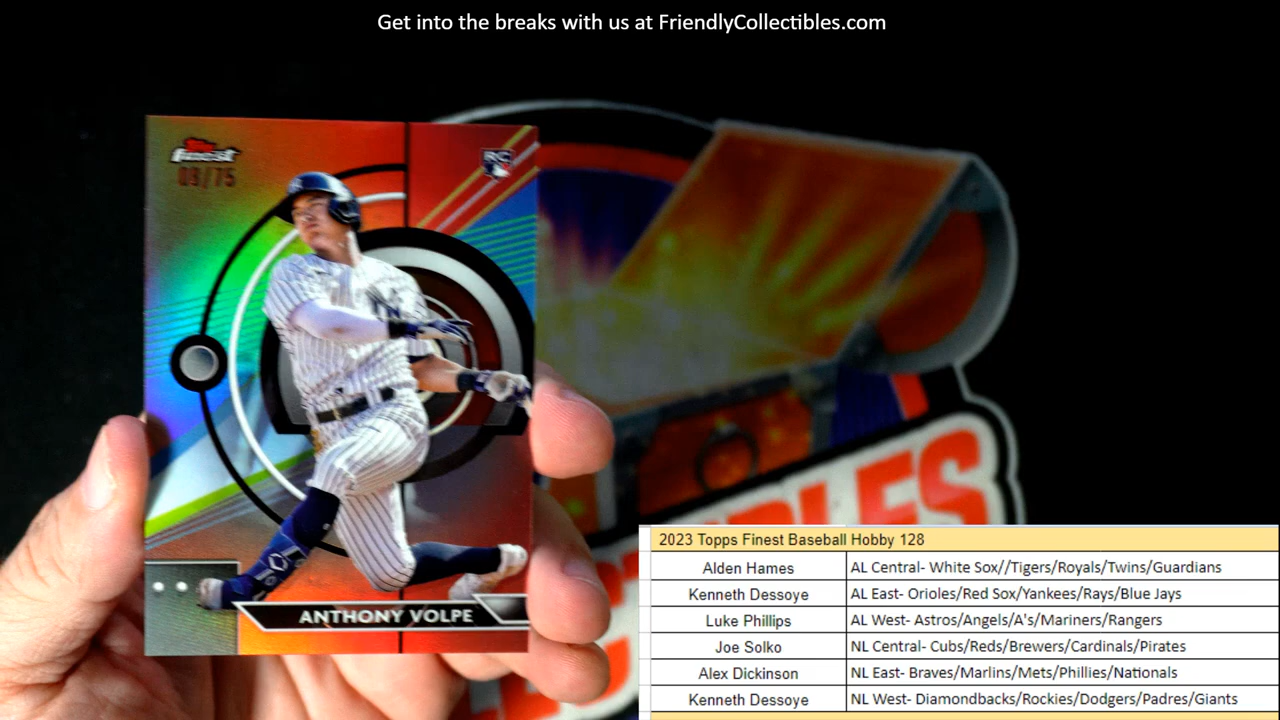 Get into the breaks with us at FriendlyCollectibles.com
Topps
finest
09/75
RC
NY
ANTHONY VOLPE
BLES
2023 Topps Finest Baseball Hobby 128
Alden Hames AL Central- White Sox//Tigers/Royals/Twins/Guardians
Kenneth Dessoye AL East- Orioles/Red Sox/Yankees/Rays/Blue Jays
Luke Phillips AL West- Astros/Angels/A's/Mariners/Rangers
Joe Solko NL Central- Cubs/Reds/Brewers/Cardinals/Pirates
Alex Dickinson NL East- Braves/Marlins/Mets/Phillies/Nationals
Kenneth Dessoye NL West- Diamondbacks/Rockies/Dodgers/Padres/Giants